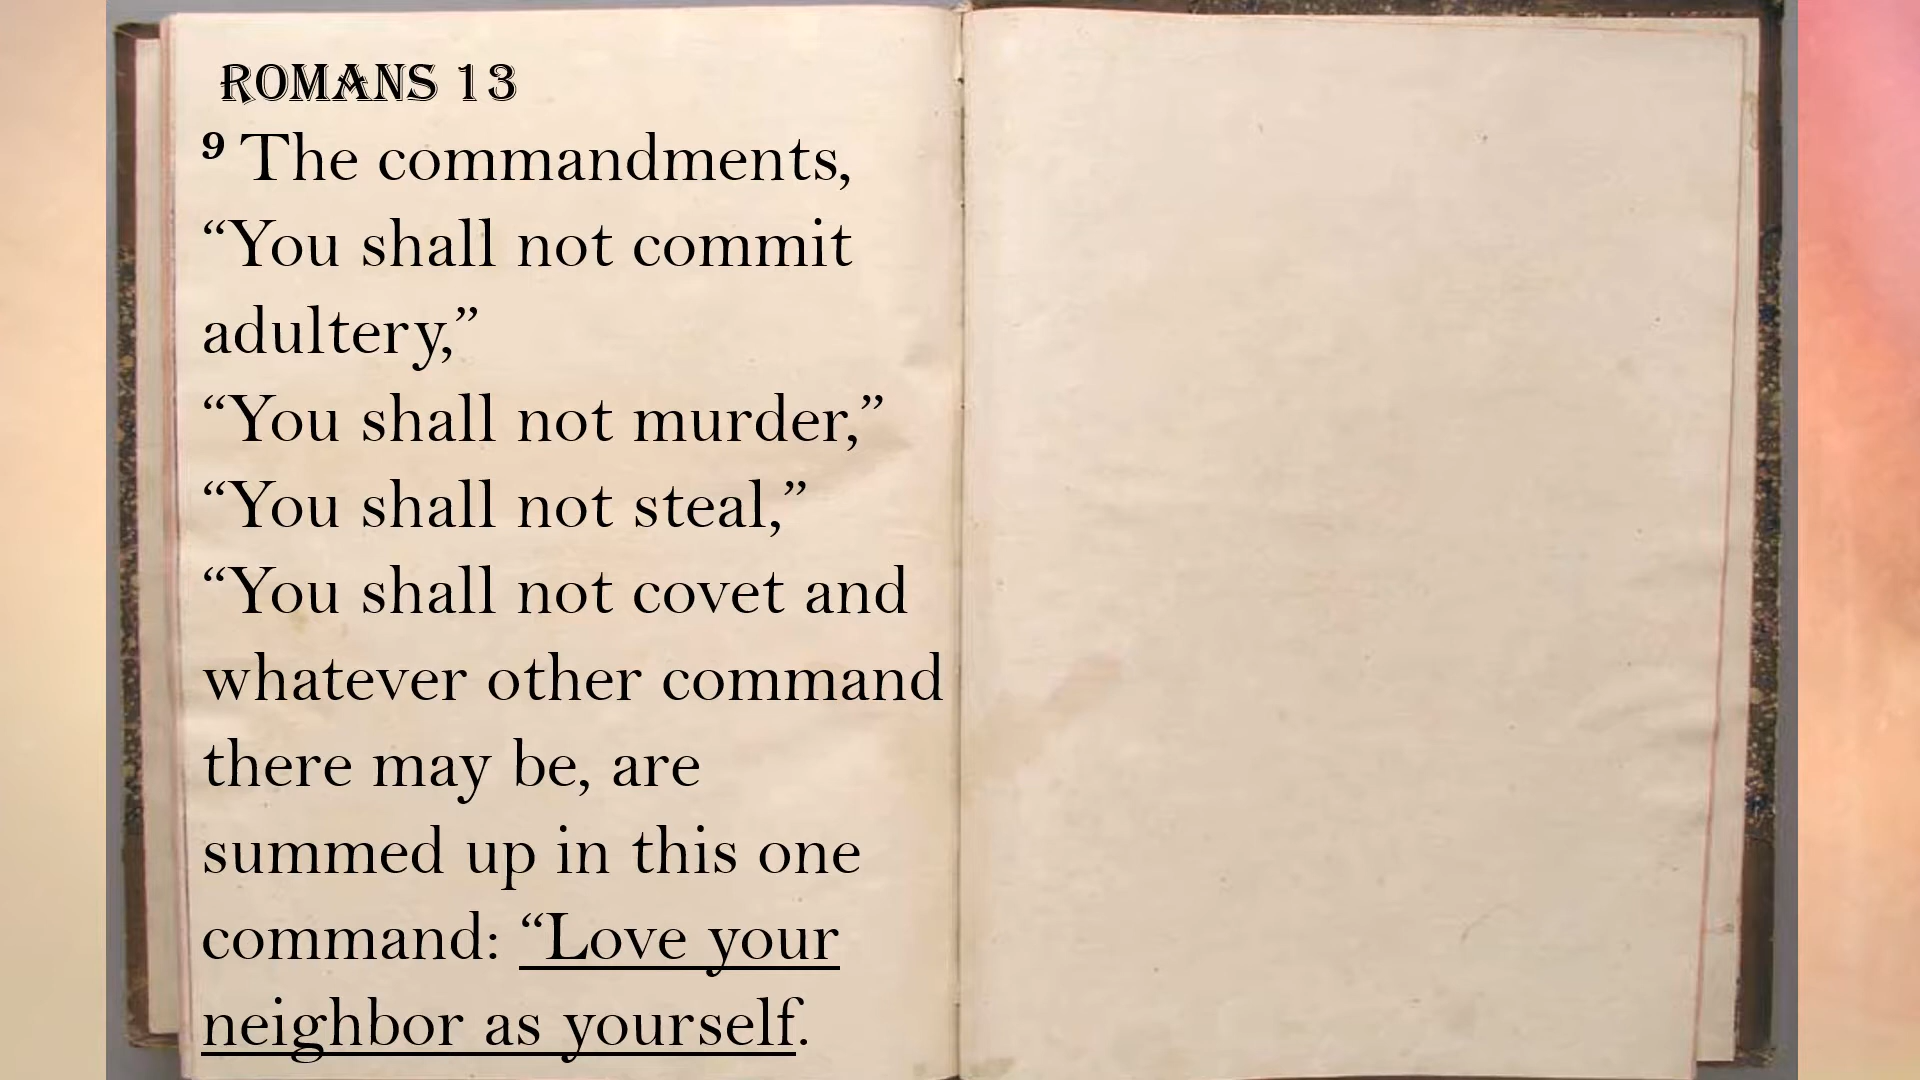 ROMANS 13
9 The commandments,
“You shall not commit
adultery,”
“You shall not murder,”
“You shall not steal,”
“You shall not covet and
whatever other command
there may be, are
summed up in this one
command: “Love your
neighbor as yourself.